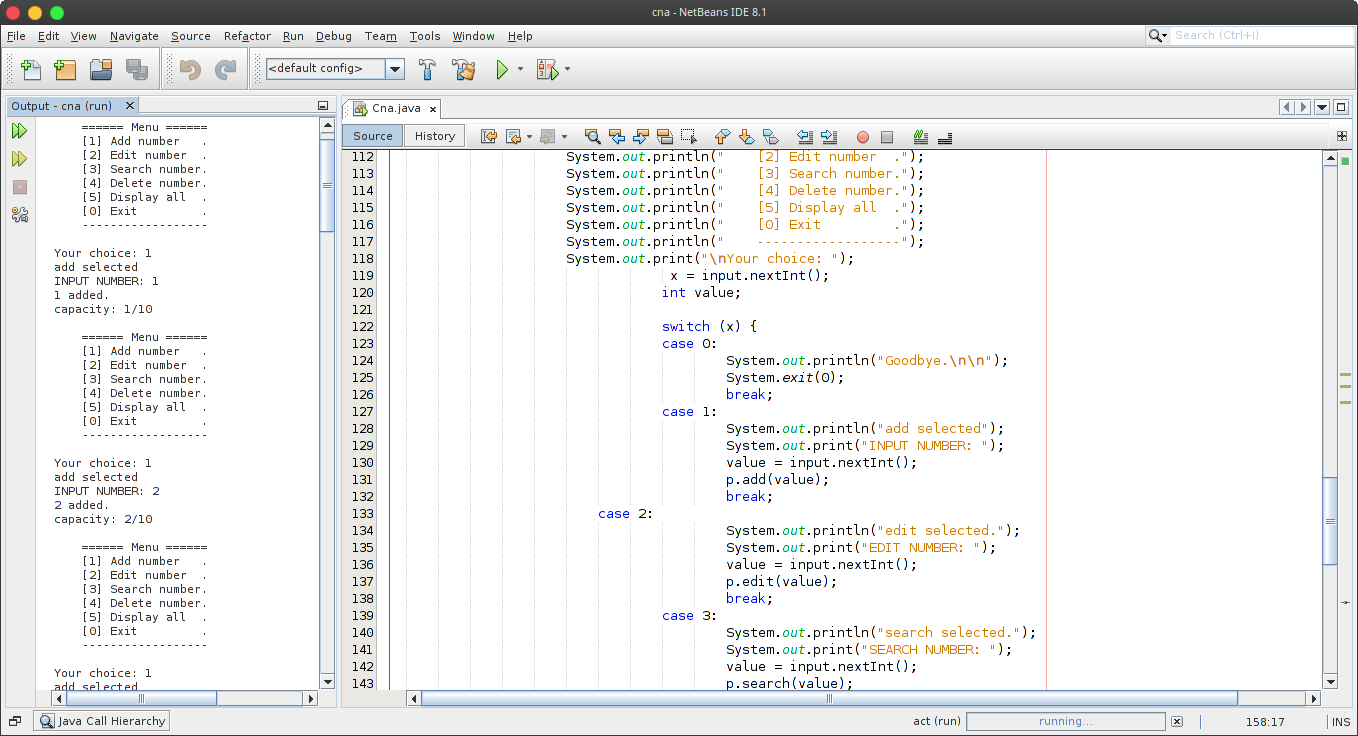 cna - NetBeans IDE 8.1
File Edit View Navigate Source Refactor Run Debug Team Tools Window Help
Search (Ctrl+I)
<default config>
Output - cna (run)
====== Menu ======
[1] Add number   .
[2] Edit number  .
[3] Search number.
[4] Delete number.
[5] Display all  .
[0] Exit         .
------------------
Your choice: 1
add selected
INPUT NUMBER: 1
1 added.
capacity: 1/10
====== Menu ======
[1] Add number   .
[2] Edit number  .
[3] Search number.
[4] Delete number.
[5] Display all  .
[0] Exit         .
------------------
Your choice: 1
add selected
INPUT NUMBER: 2
2 added.
capacity: 2/10
====== Menu ======
[1] Add number   .
[2] Edit number  .
[3] Search number.
[4] Delete number.
[5] Display all  .
[0] Exit         .
------------------
Your choice: 1
add selected
Cna.java
Source History
112 System.out.println("    [2] Edit number  .");
113 System.out.println("    [3] Search number.");
114 System.out.println("    [4] Delete number.");
115 System.out.println("    [5] Display all  .");
116 System.out.println("    [0] Exit         .");
117 System.out.println("    ------------------");
118 System.out.print("\nYour choice: ");
119 x = input.nextInt();
120 int value;
121
122 switch (x) {
123 case 0:
124 System.out.println("Goodbye.\n\n");
125 System.exit(0);
126 break;
127 case 1:
128 System.out.println("add selected");
129 System.out.print("INPUT NUMBER: ");
130 value = input.nextInt();
131 p.add(value);
132 break;
133 case 2:
134 System.out.println("edit selected.");
135 System.out.print("EDIT NUMBER: ");
136 value = input.nextInt();
137 p.edit(value);
138 break;
139 case 3:
140 System.out.println("search selected.");
141 System.out.print("SEARCH NUMBER: ");
142 value = input.nextInt();
143 p.search(value);
Java Call Hierarchy
act (run) running... 158:17 INS